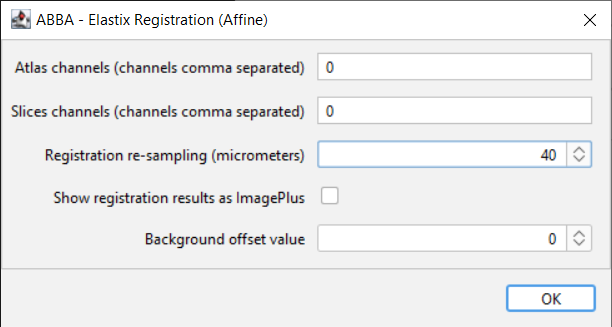 ABBA - Elastix Registration (Affine)
Atlas channels (channels comma separated) 0
Slices channels (channels comma separated) 0
Registration re-sampling (micrometers) 40
Show registration results as ImagePlus
Background offset value 0
OK